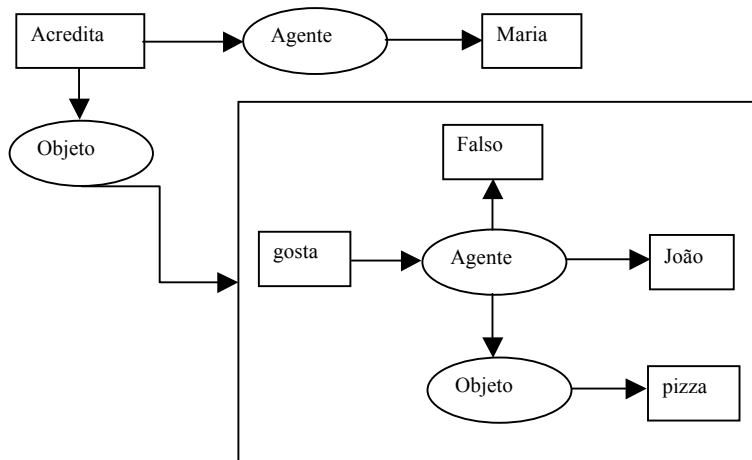 Acredita
Agente
Maria
Objeto
Falso
gosta
Agente
João
Objeto
pizza